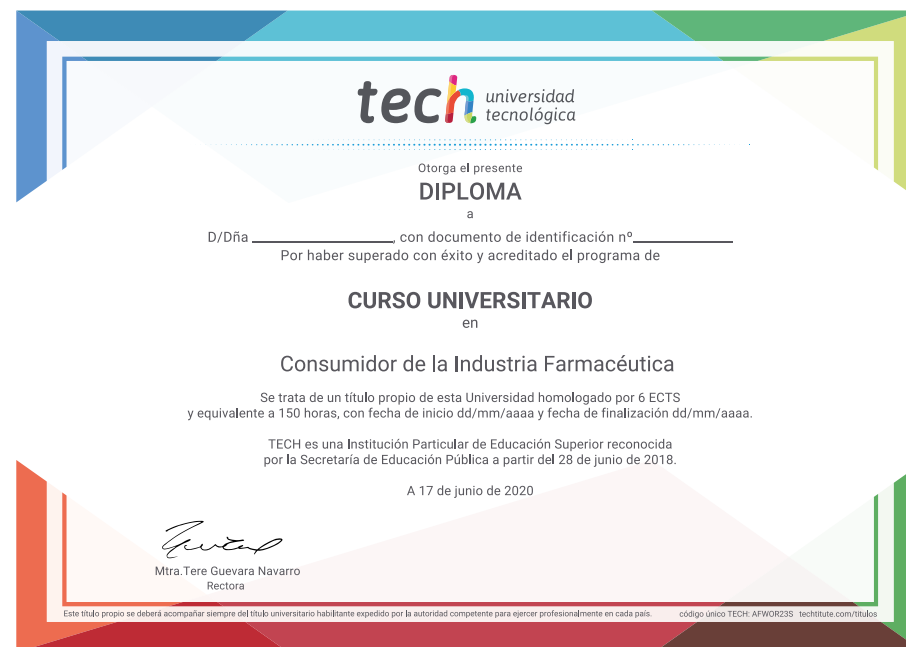 tech universidad
tecnológica
Otorga el presente
DIPLOMA
a
D/Dña ____________________, con documento de identificación nº______________
Por haber superado con éxito y acreditado el programa de
CURSO UNIVERSITARIO
en
Consumidor de la Industria Farmacéutica
Se trata de un título propio de esta Universidad homologado por 6 ECTS
y equivalente a 150 horas, con fecha de inicio dd/mm/aaaa y fecha de finalización dd/mm/aaaa.
TECH es una Institución Particular de Educación Superior reconocida
por la Secretaría de Educación Pública a partir del 28 de junio de 2018.
A 17 de junio de 2020
Mtra.Tere Guevara Navarro
Rectora
Este título propio se deberá acompañar siempre del título universitario habilitante expedido por la autoridad competente para ejercer profesionalmente en cada país. código único TECH: AFWOR23S techtitute.com/titulos